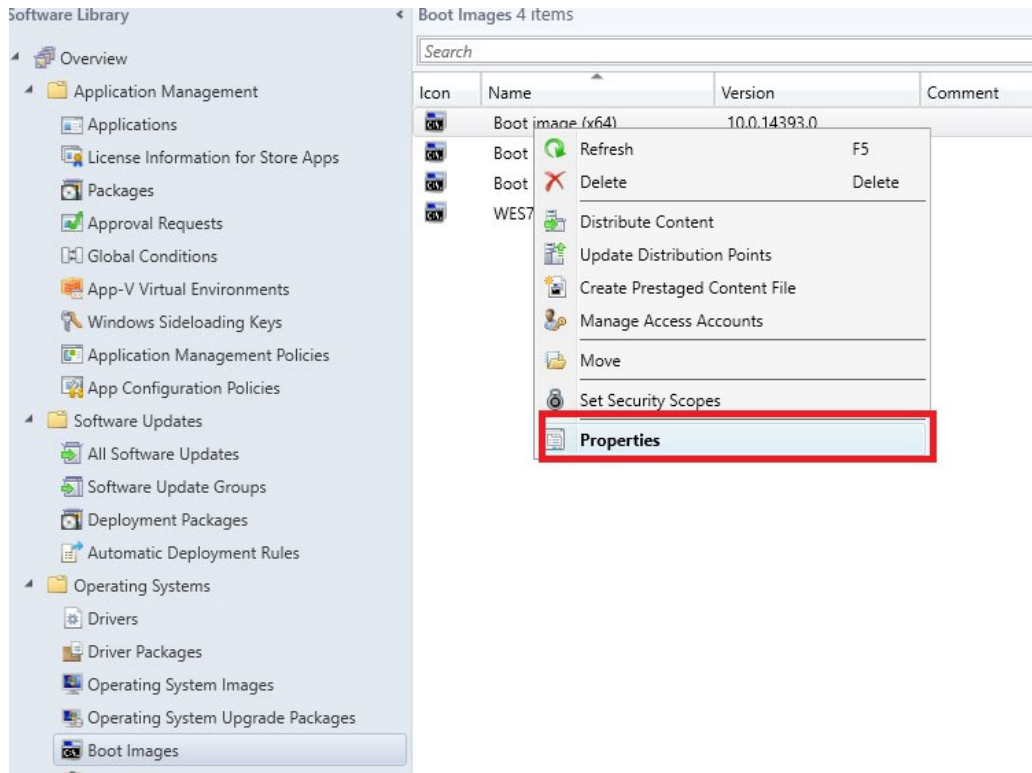 Software Library
Overview
Application Management
Applications
License Information for Store Apps
Packages
Approval Requests
Global Conditions
App-V Virtual Environments
Windows Sideloading Keys
Application Management Policies
App Configuration Policies
Software Updates
All Software Updates
Software Update Groups
Deployment Packages
Automatic Deployment Rules
Operating Systems
Drivers
Driver Packages
Operating System Images
Operating System Upgrade Packages
Boot Images
Boot Images 4 items
Search
Icon Name Version Comment
Boot image (x64) 10.0.14393.0
Boot
Boot
WES7
Refresh F5
Delete Delete
Distribute Content
Update Distribution Points
Create Prestaged Content File
Manage Access Accounts
Move
Set Security Scopes
Properties